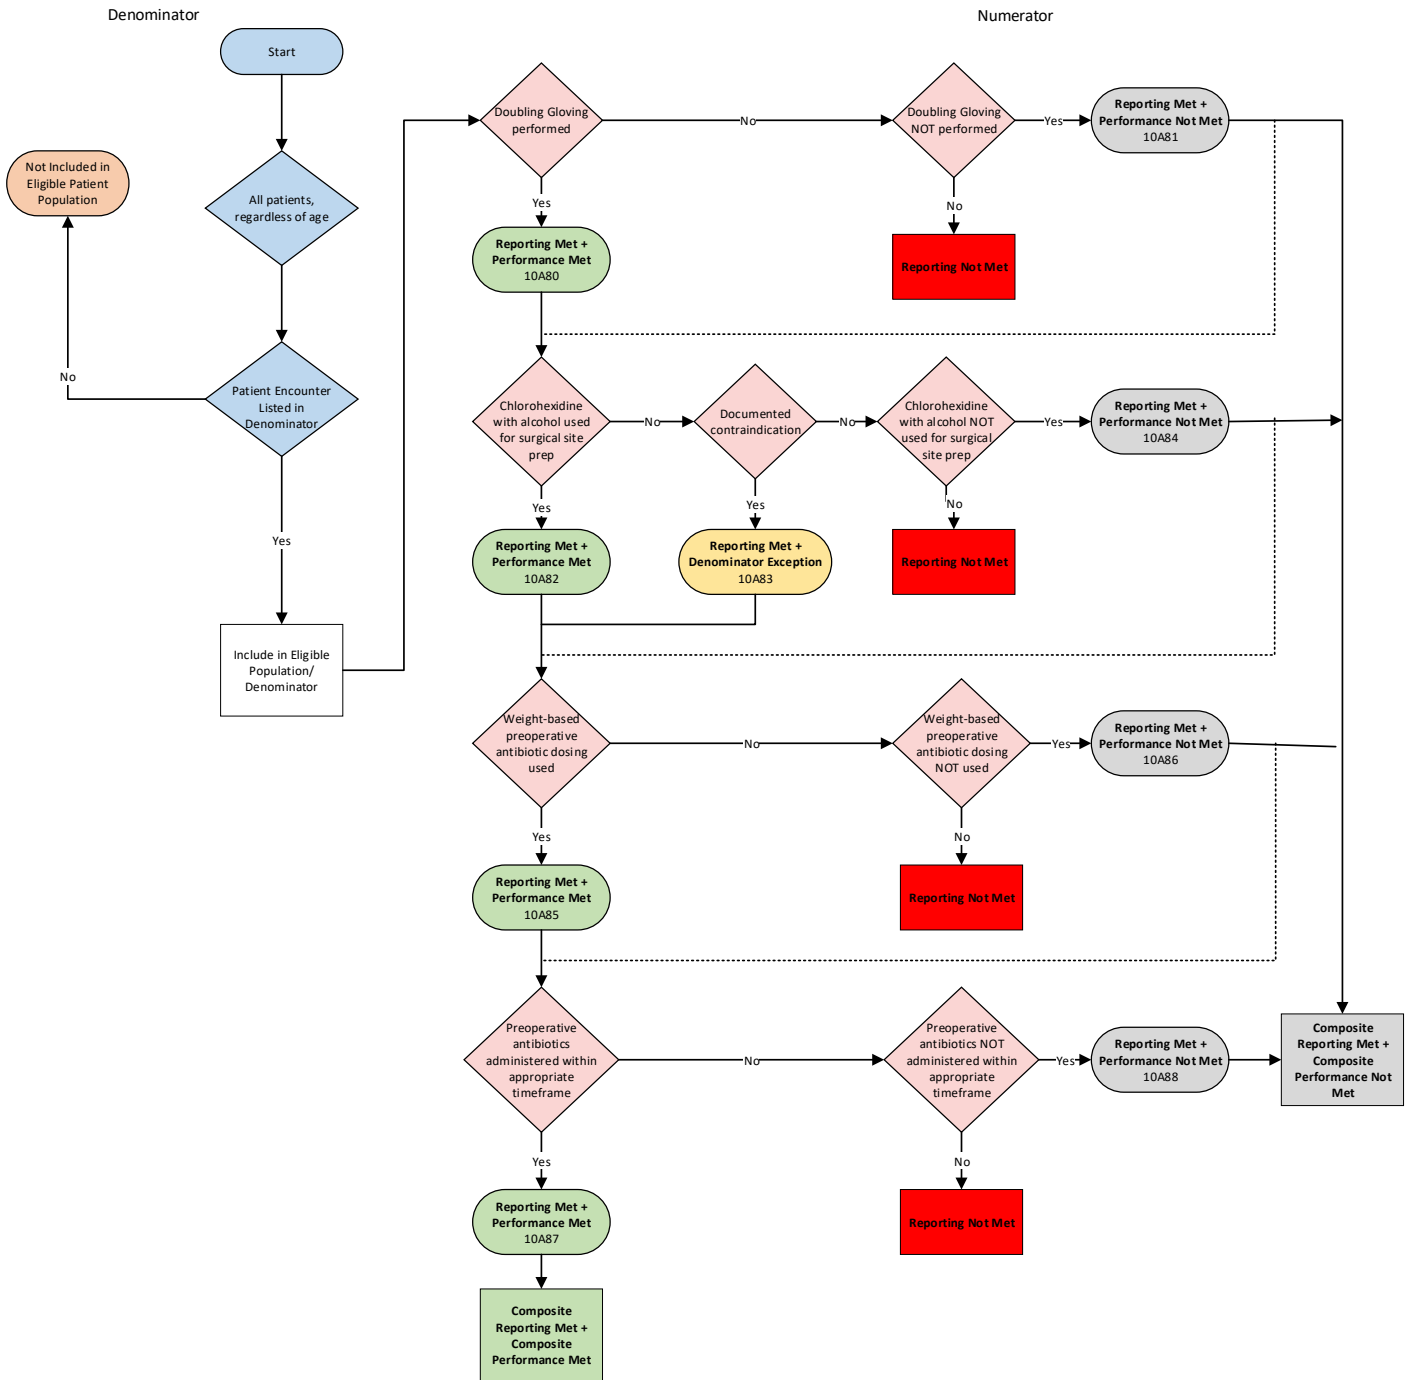 Denominator
Numerator
Start
All patients,
regardless of age
Not Included in
Eligible Patient
Population
No
Patient Encounter
Listed in
Denominator
Yes
Include in Eligible
Population/
Denominator
Doubling Gloving
performed
No
Doubling Gloving
NOT performed
Yes
Reporting Met +
Performance Not Met
10A81
Yes
No
Reporting Met +
Performance Met
10A80
Reporting Not Met
Chlorohexidine
with alcohol used
for surgical site
prep
No
Documented
contraindication
No
Chlorohexidine
with alcohol NOT
used for surgical
site prep
Yes
Reporting Met +
Performance Not Met
10A84
Yes
Yes
No
Reporting Met +
Performance Met
10A82
Reporting Met +
Denominator Exception
10A83
Reporting Not Met
Weight-based
preoperative
antibiotic dosing
used
No
Weight-based
preoperative
antibiotic dosing
NOT used
Yes
Reporting Met +
Performance Not Met
10A86
Yes
No
Reporting Met +
Performance Met
10A85
Reporting Not Met
Preoperative
antibiotics
administered within
appropriate
timeframe
No
Preoperative
antibiotics NOT
administered within
appropriate
timeframe
Yes
Reporting Met +
Performance Not Met
10A88
Composite
Reporting Met +
Composite
Performance Not
Met
Yes
No
Reporting Met +
Performance Met
10A87
Reporting Not Met
Composite
Reporting Met +
Composite
Performance Met